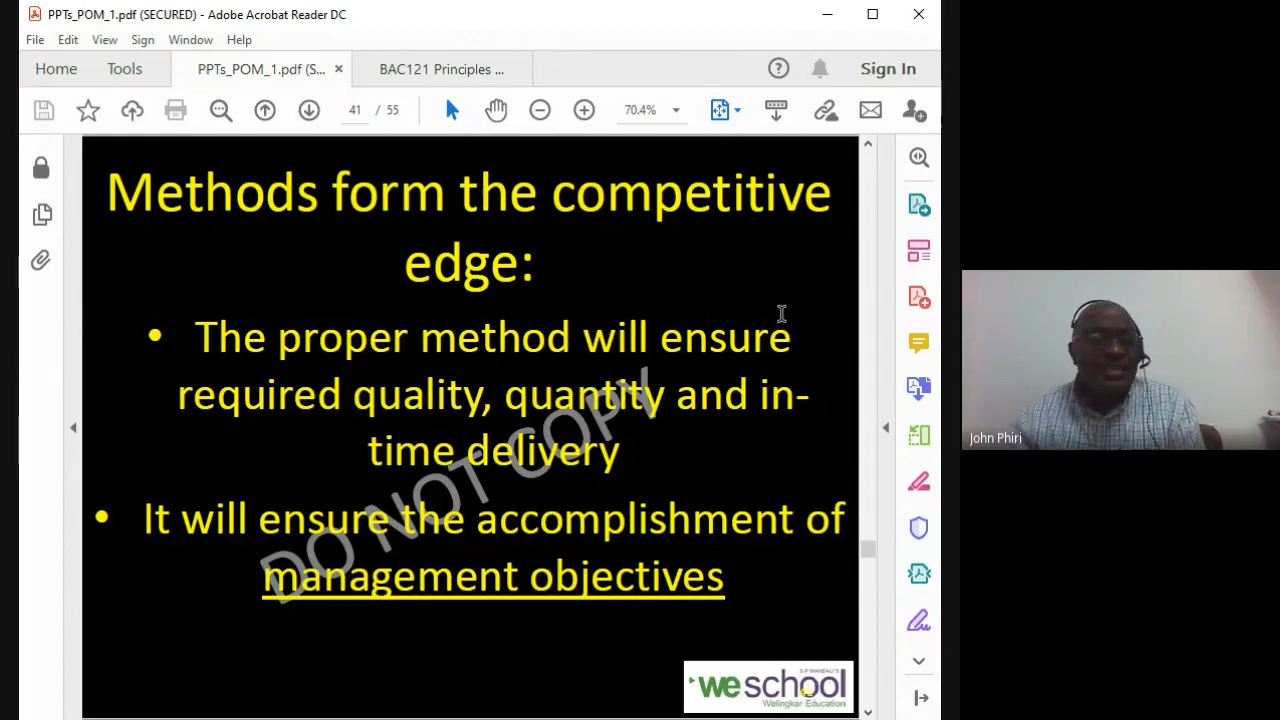 PPTs_POM_1.pdf (SECURED) - Adobe Acrobat Reader DC
File Edit View Sign Window Help
Home Tools PPTs_POM_1.pdf (S... × BAC121 Principles ... Sign In
41 / 55 70.4%
Methods form the competitive
edge:
• The proper method will ensure
required quality, quantity and in-
time delivery
• It will ensure the accomplishment of
management objectives
DO NOT COPY
John Phiri
S.P. MANDALI'S
we school
Welingkar Education